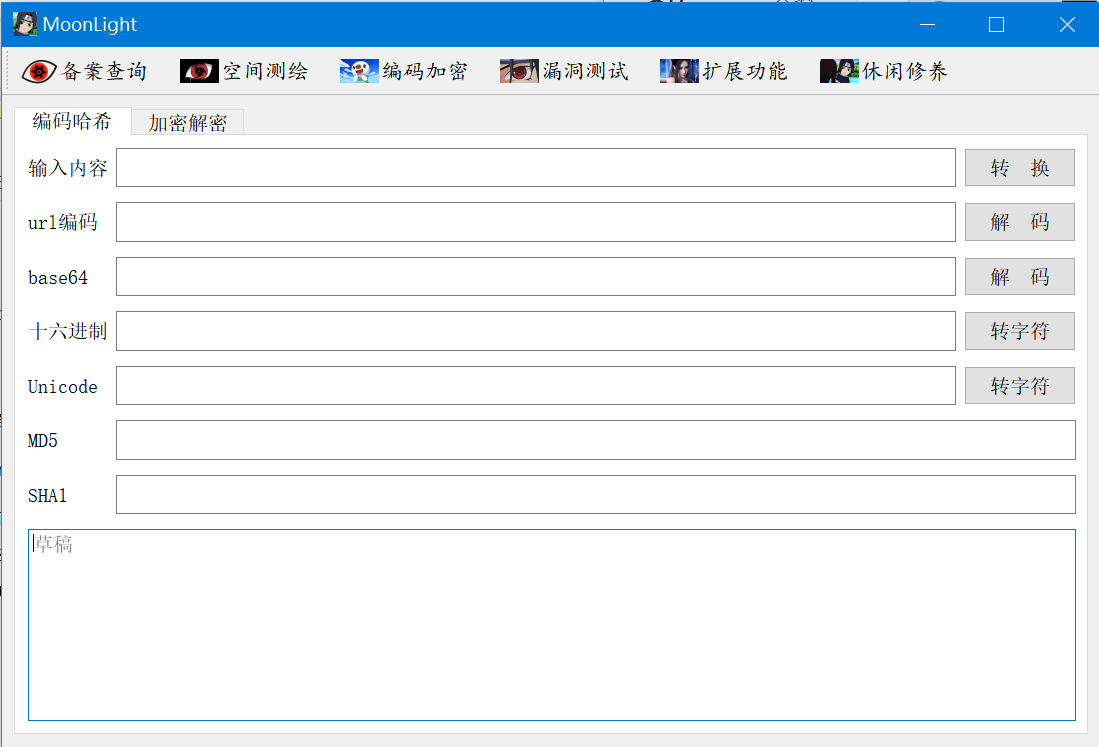 MoonLight
备案查询 空间测绘 编码加密 漏洞测试 扩展功能 休闲修养
编码哈希 加密解密
输入内容 转 换
url编码 解 码
base64 解 码
十六进制 转字符
Unicode 转字符
MD5
SHA1
草稿